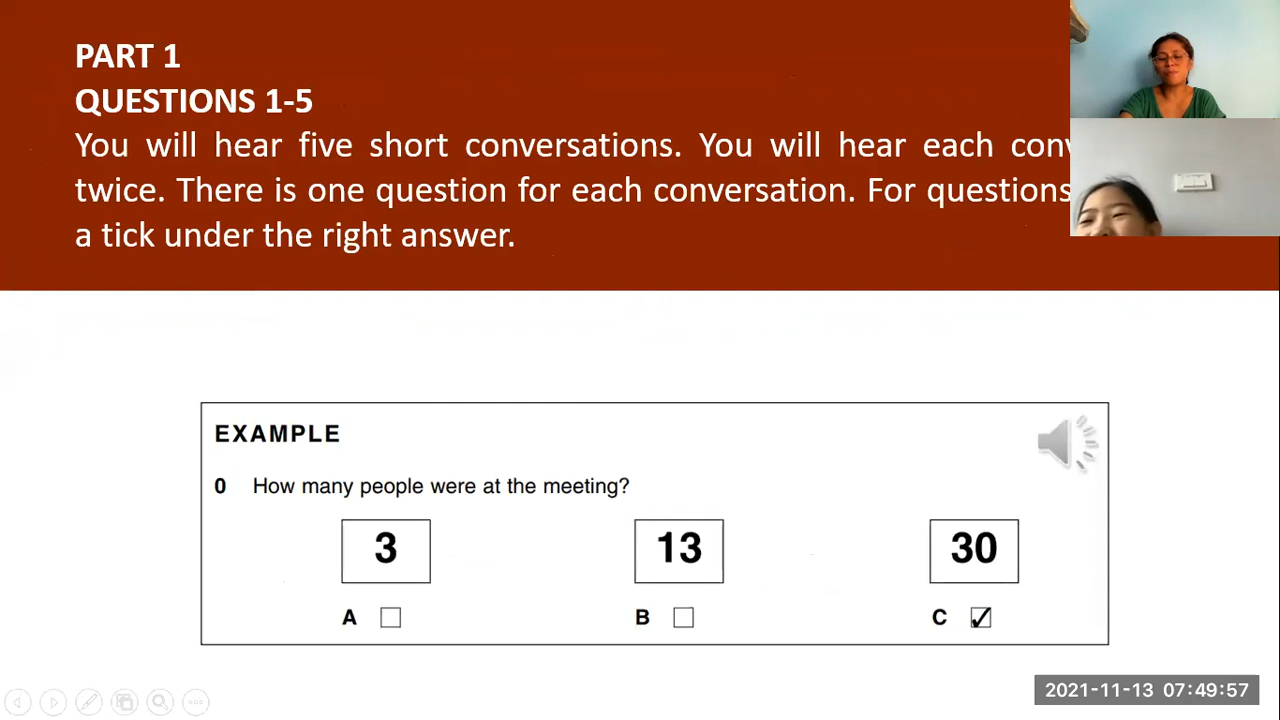 PART 1
QUESTIONS 1-5
You will hear five short conversations. You will hear each
twice. There is one question for each conversation. For questions
a tick under the right answer.
EXAMPLE
0 How many people were at the meeting?
3 13 30
A B C
2021-11-13 07:49:57